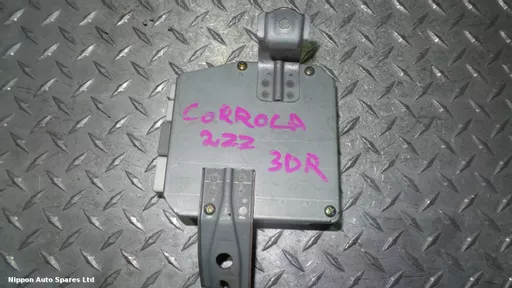 CORROLA
2ZZ
3DR
Nippon Auto Spares Ltd